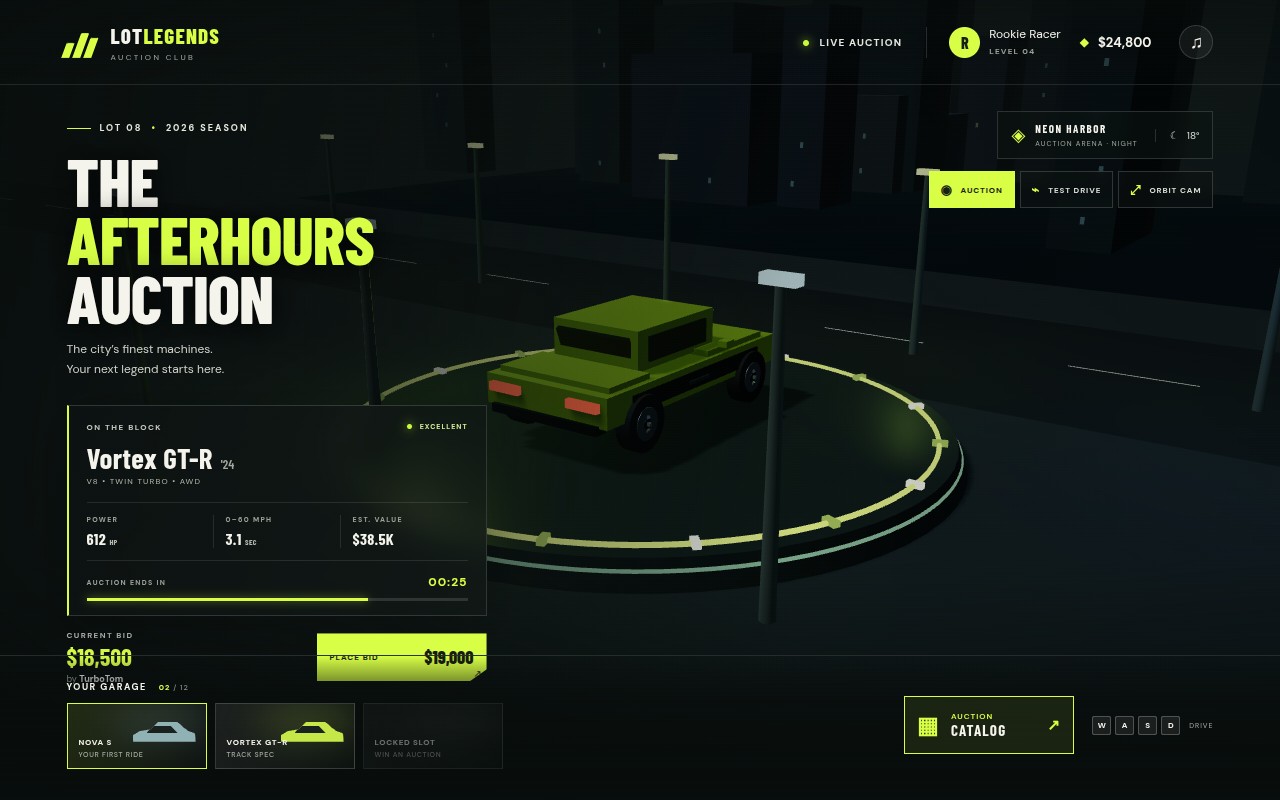 LOTLEGENDS
AUCTION CLUB
LIVE AUCTION
R
Rookie Racer
LEVEL 04
$24,800
LOT 08 • 2026 SEASON
THE
AFTERHOURS
AUCTION
The city's finest machines.
Your next legend starts here.
NEON HARBOR
AUCTION ARENA · NIGHT
18°
AUCTION
TEST DRIVE
ORBIT CAM
ON THE BLOCK
EXCELLENT
Vortex GT-R '24
V8 • TWIN TURBO • AWD
POWER
612 HP
0–60 MPH
3.1 SEC
EST. VALUE
$38.5K
AUCTION ENDS IN
00:25
CURRENT BID
$18,500
by TurboTom
PLACE BID
$19,000
YOUR GARAGE 02 / 12
NOVA S
YOUR FIRST RIDE
VORTEX GT-R
TRACK SPEC
LOCKED SLOT
WIN AN AUCTION
AUCTION
CATALOG
W A S D DRIVE